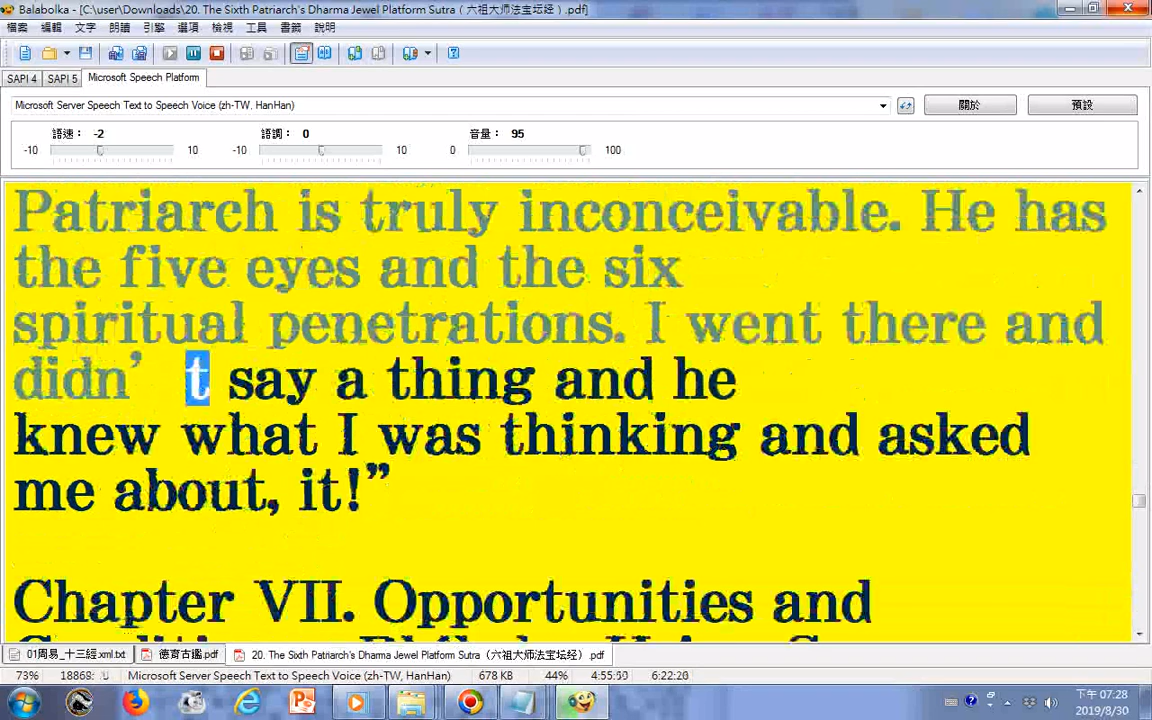 Balabolka - [C:\user\Downloads\20. The Sixth Patriarch's Dharma Jewel Platform Sutra（六祖大师法宝坛经）.pdf]
檔案 編輯 文字 朗讀 引擎 選項 檢視 工具 書籤 說明
SAPI 4 SAPI 5 Microsoft Speech Platform
Microsoft Server Speech Text to Speech Voice (zh-TW, HanHan) 關於 預設
語速： -2 語調： 0 音量： 95
-10 10 -10 10 0 100
Patriarch is truly inconceivable. He has
the five eyes and the six
spiritual penetrations. I went there and
didn’ t say a thing and he
knew what I was thinking and asked
me about, it!”
Chapter VII. Opportunities and
01周易_十三經.xml.txt 德育古鑑.pdf 20. The Sixth Patriarch's Dharma Jewel Platform Sutra（六祖大师法宝坛经）.pdf
73% Microsoft Server Speech Text to Speech Voice (zh-TW, HanHan) 678 KB 44% 4:55:50 6:22:20
下午 07:28
2019/8/30